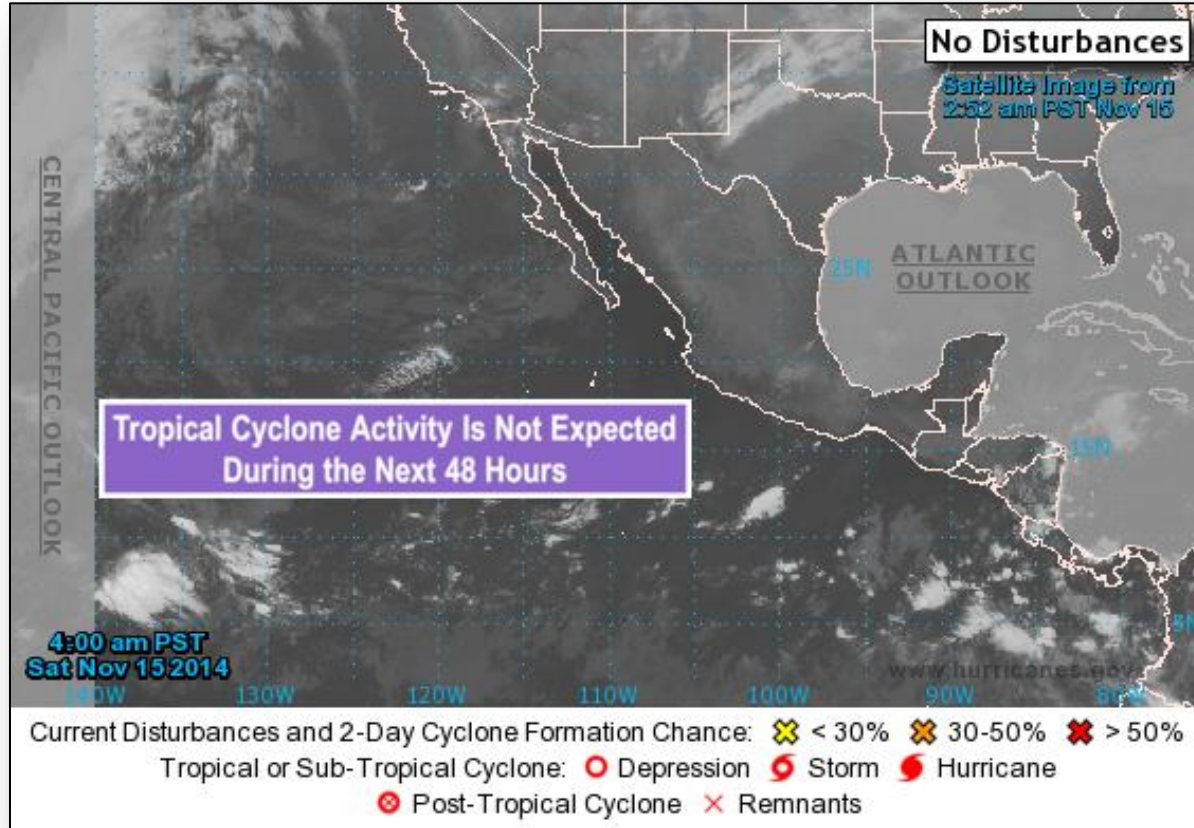 No Disturbances
Satellite Image from
2:52 am PST Nov 15
CENTRAL PACIFIC OUTLOOK
ATLANTIC
OUTLOOK
25N
Tropical Cyclone Activity Is Not Expected
During the Next 48 Hours
15N
5N
4:00 am PST
Sat Nov 15 2014
www.hurricanes.gov
140W 130W 120W 110W 100W 90W 80W
Current Disturbances and 2-Day Cyclone Formation Chance: < 30% 30-50% > 50%
Tropical or Sub-Tropical Cyclone: Depression Storm Hurricane
Post-Tropical Cyclone Remnants